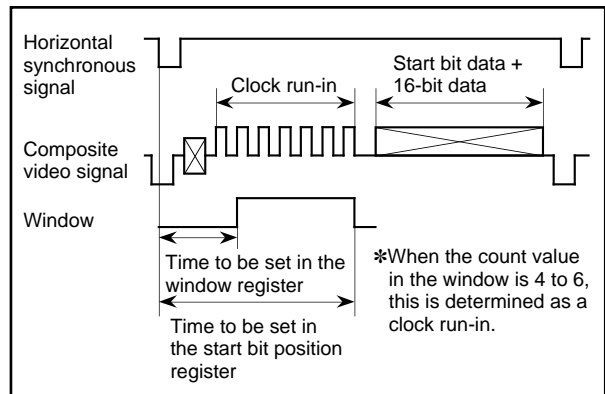 Horizontal
synchronous
signal
Clock run-in
Start bit data +
16-bit data
Composite
video signal
Window
Time to be set in the
window register
Time to be set in
the start bit position
register
✻When the count value
in the window is 4 to 6,
this is determined as a
clock run-in.